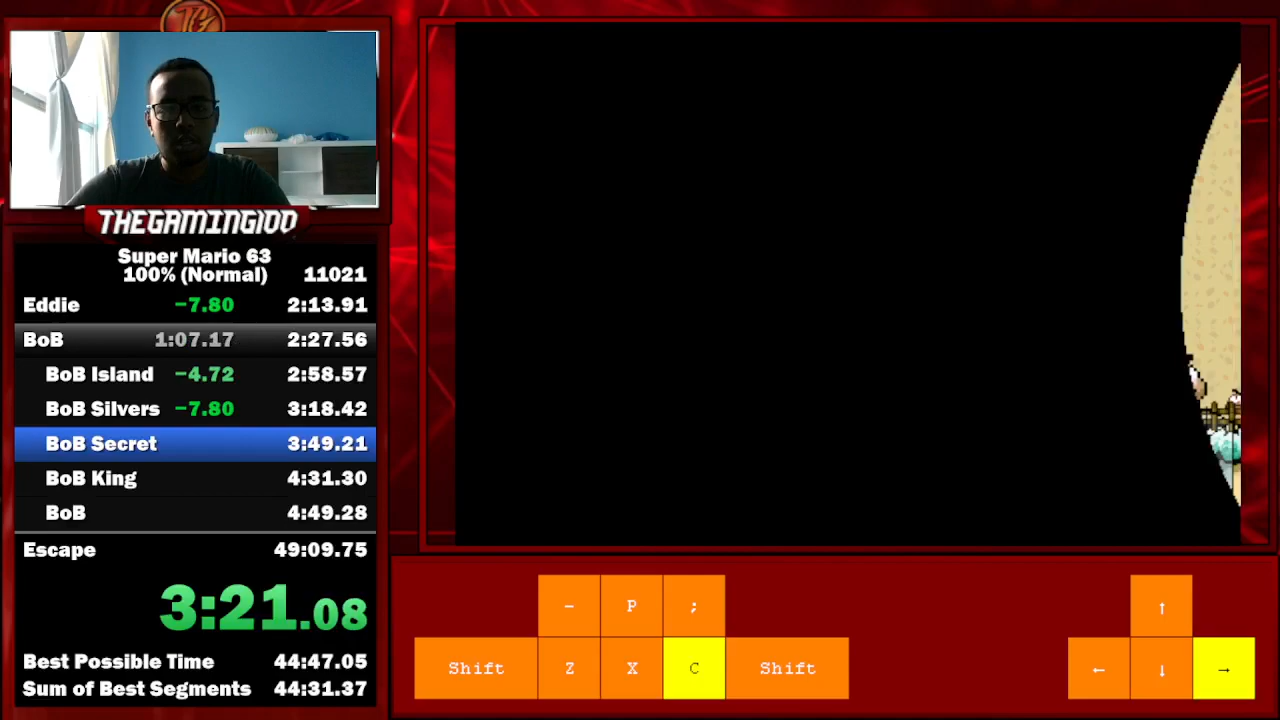 TG
THEGAMING100
Super Mario 63
100% (Normal) 11021
Eddie −7.80 2:13.91
BoB 1:07.17 2:27.56
BoB Island −4.72 2:58.57
BoB Silvers −7.80 3:18.42
BoB Secret 3:49.21
BoB King 4:31.30
BoB 4:49.28
Escape 49:09.75
3:21.08
Best Possible Time 44:47.05
Sum of Best Segments 44:31.37
- P ; ↑
Shift Z X C Shift ← ↓ →